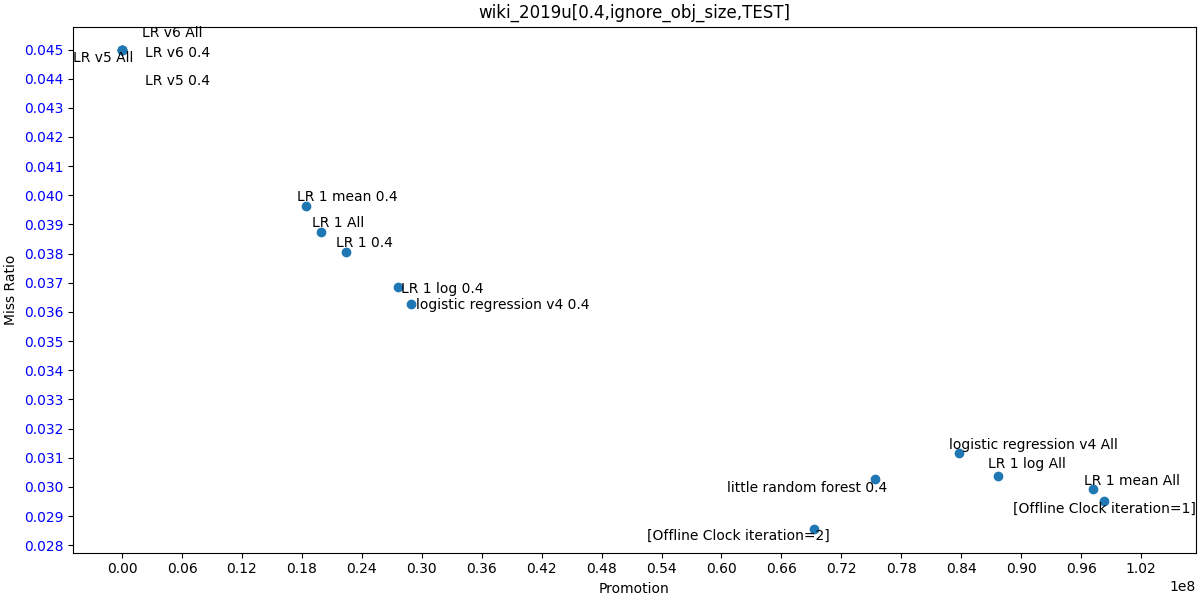 wiki_2019u[0.4,ignore_obj_size,TEST]
LR v6 All
LR v6 0.4
LR v5 All
LR v5 0.4
LR 1 mean 0.4
LR 1 All
LR 1 0.4
LR 1 log 0.4
logistic regression v4 0.4
logistic regression v4 All
LR 1 log All
LR 1 mean All
little random forest 0.4
[Offline Clock iteration=1]
[Offline Clock iteration=2]
Miss Ratio
0.045
0.044
0.043
0.042
0.041
0.040
0.039
0.038
0.037
0.036
0.035
0.034
0.033
0.032
0.031
0.030
0.029
0.028
0.00 0.06 0.12 0.18 0.24 0.30 0.36 0.42 0.48 0.54 0.60 0.66 0.72 0.78 0.84 0.90 0.96 1.02
1e8
Promotion